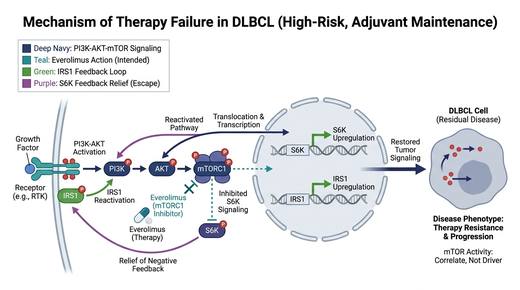 Mechanism of Therapy Failure in DLBCL (High-Risk, Adjuvant Maintenance)
Deep Navy: PI3K-AKT-mTOR Signaling
Teal: Everolimus Action (Intended)
Green: IRS1 Feedback Loop
Purple: S6K Feedback Relief (Escape)
Growth
Factor
PI3K-AKT
Activation
Reactivated
Pathway
Translocation &
Transcription
Receptor
(e.g., RTK)
PI3K
P
AKT
P
mTORC1
P
P
IRS1
P
IRS1
Reactivation
Everolimus
(mTORC1
Inhibitor)
Everolimus
(Therapy)
Inhibited
S6K
Signaling
S6K
P
Relief of Negative
Feedback
S6K
S6K
Upregulation
IRS1
IRS1
Upregulation
Restored
Tumor
Signaling
DLBCL Cell
(Residual Disease)
Disease Phenotype:
Therapy Resistance
& Progression
mTOR Activity:
Correlate, Not Driver